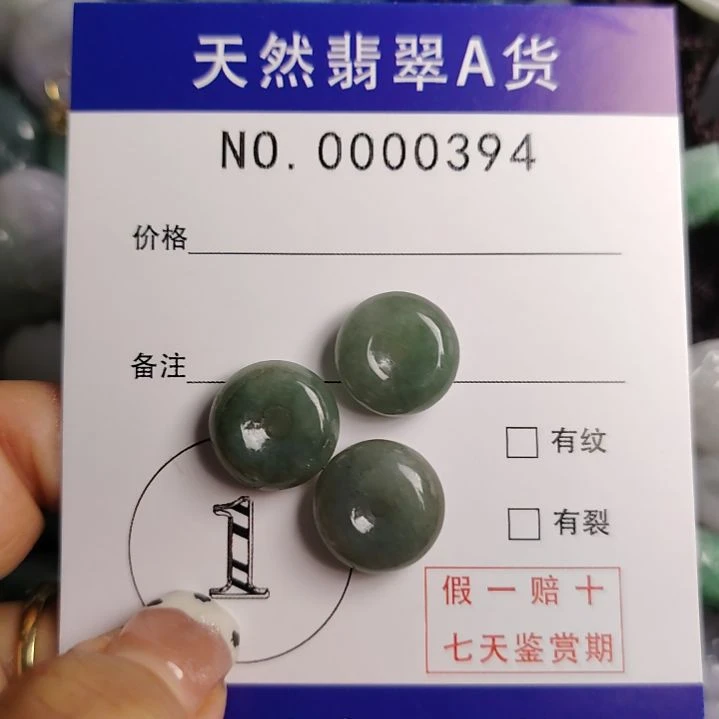 天然翡翠A货
NO.0000394
价格
备注
有纹
有裂
1
假一赔十
七天鉴赏期